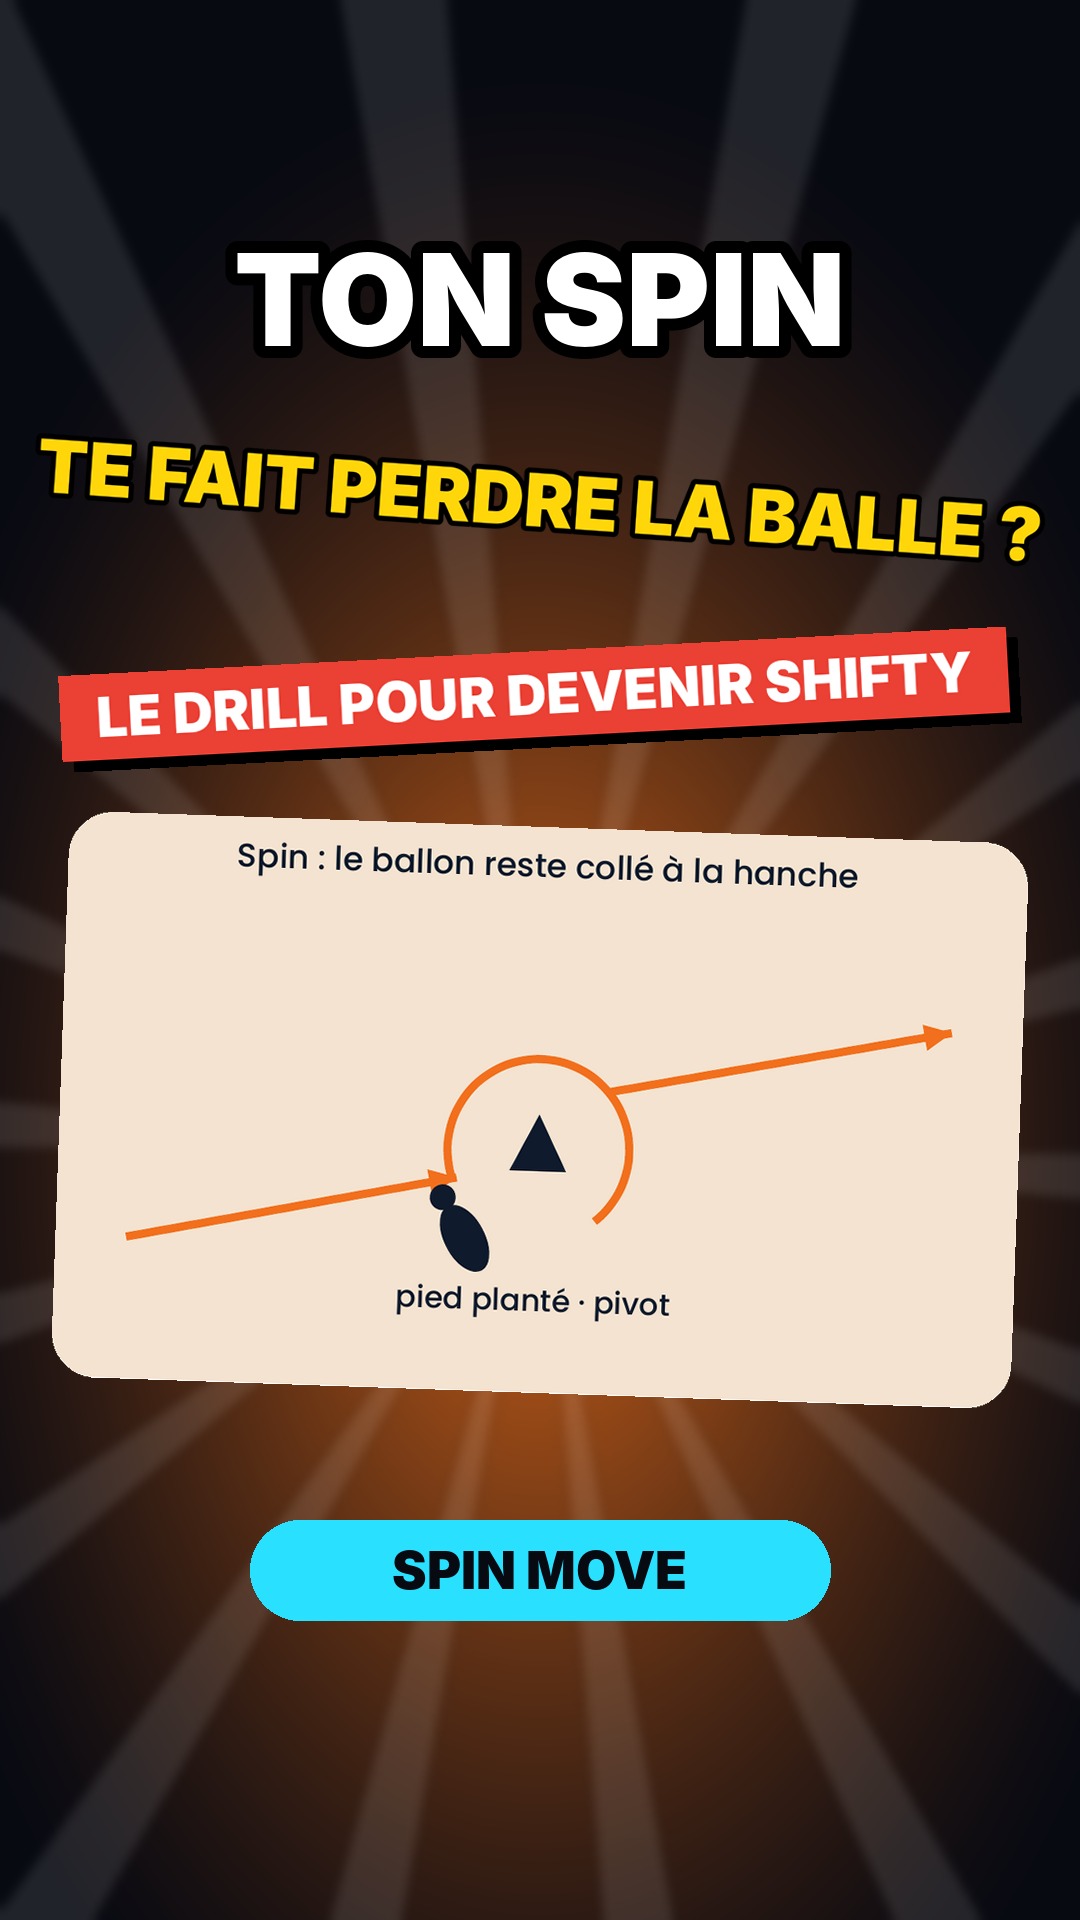 TON SPIN
TE FAIT PERDRE LA BALLE ?
LE DRILL POUR DEVENIR SHIFTY
Spin : le ballon reste collé à la hanche
pied planté · pivot
SPIN MOVE